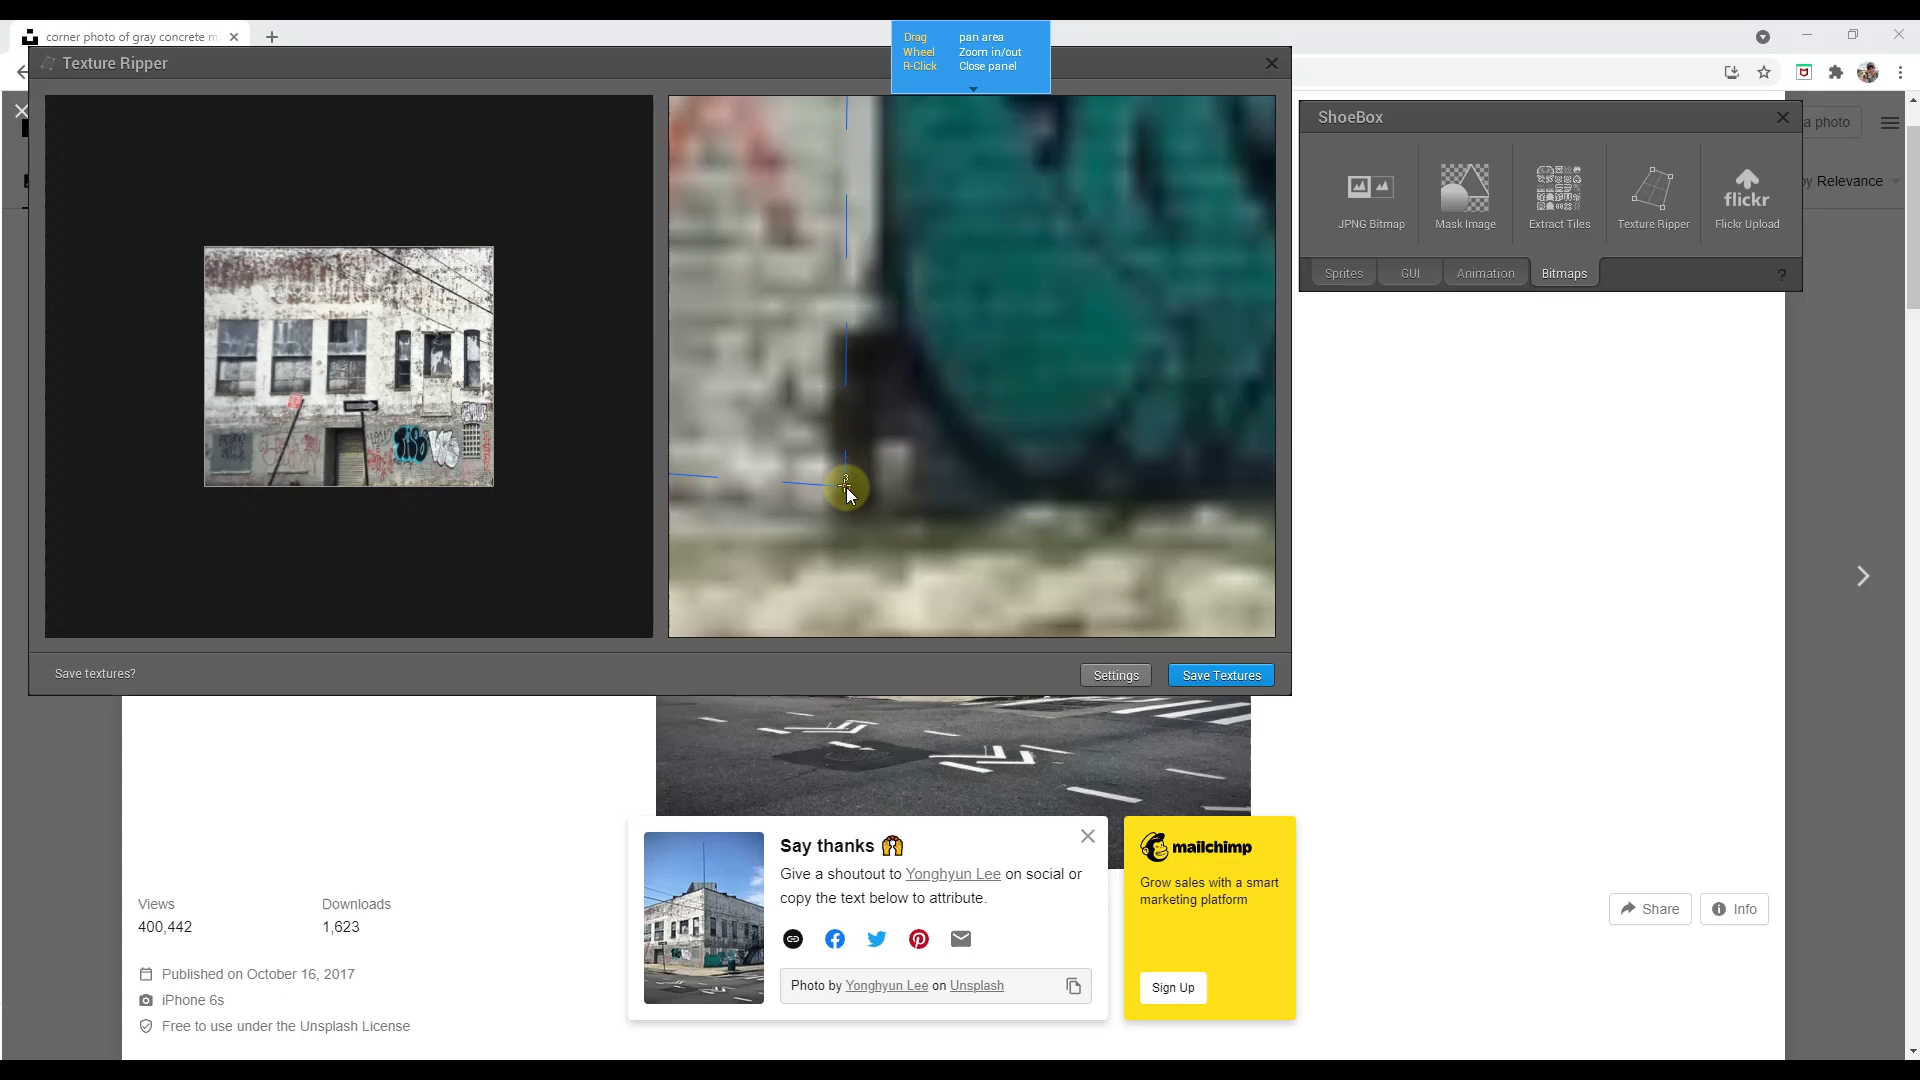 corner photo of gray concrete m
Drag pan area
Wheel Zoom in/out
R-Click Close panel
Texture Ripper
ShoeBox
a photo
by Relevance
JPNG Bitmap
Mask Image
Extract Tiles
Texture Ripper
flickr
Flickr Upload
Sprites
GUI
Animation
Bitmaps
?
3
Save textures?
Settings
Save Textures
Say thanks
Give a shoutout to Yonghyun Lee on social or
copy the text below to attribute.
Photo by Yonghyun Lee on Unsplash
mailchimp
Grow sales with a smart
marketing platform
Sign Up
Views
400,442
Downloads
1,623
Share
Info
Published on October 16, 2017
iPhone 6s
Free to use under the Unsplash License